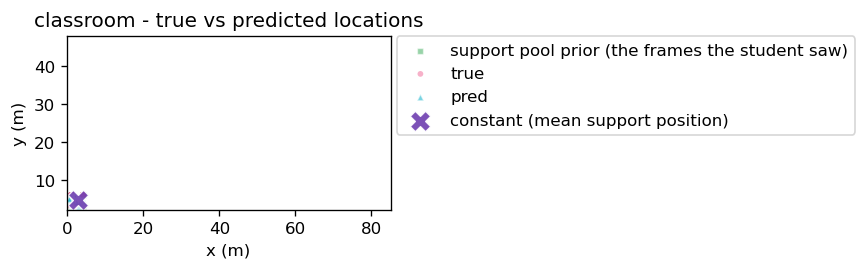 classroom - true vs predicted locations
support pool prior (the frames the student saw)
true
pred
constant (mean support position)
y (m)
40
30
20
10
0 20 40 60 80
x (m)